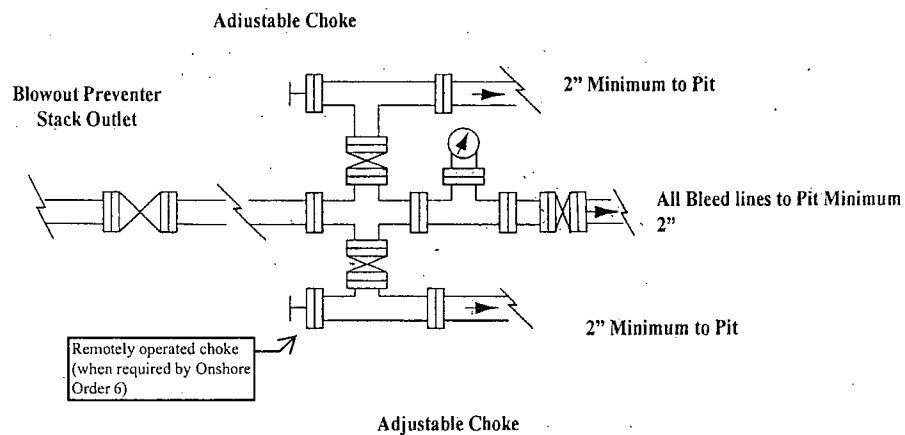 Adjustable Choke
2” Minimum to Pit
Blowout Preventer
Stack Outlet
All Bleed lines to Pit Minimum
2”
2” Minimum to Pit
Remotely operated choke
(when required by Onshore
Order 6)
Adjustable Choke